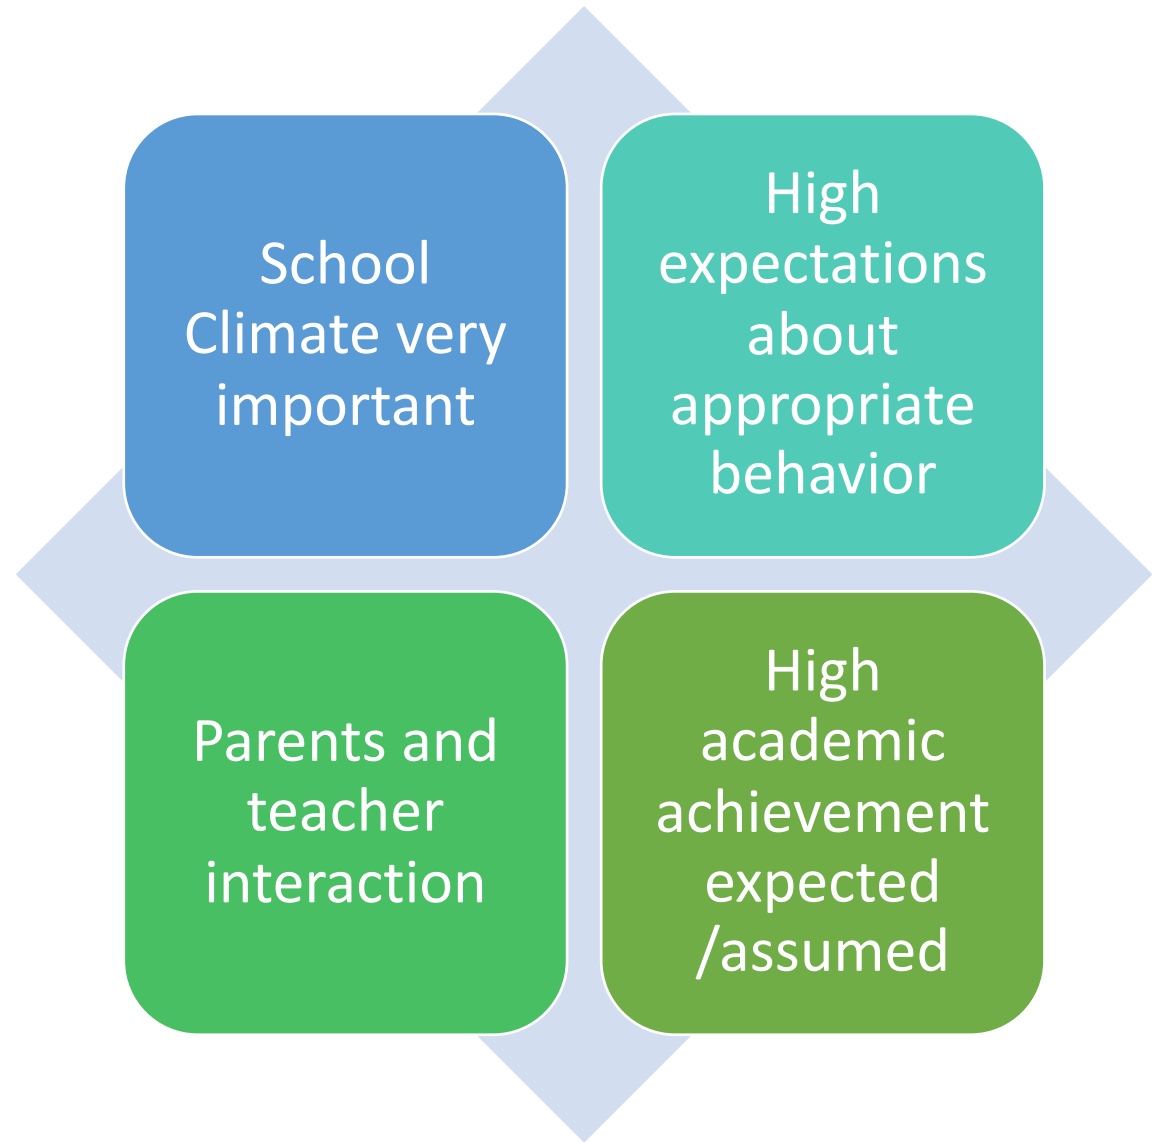 School
Climate very
important
High
expectations
about
appropriate
behavior
Parents and
teacher
interaction
High
academic
achievement
expected
/assumed